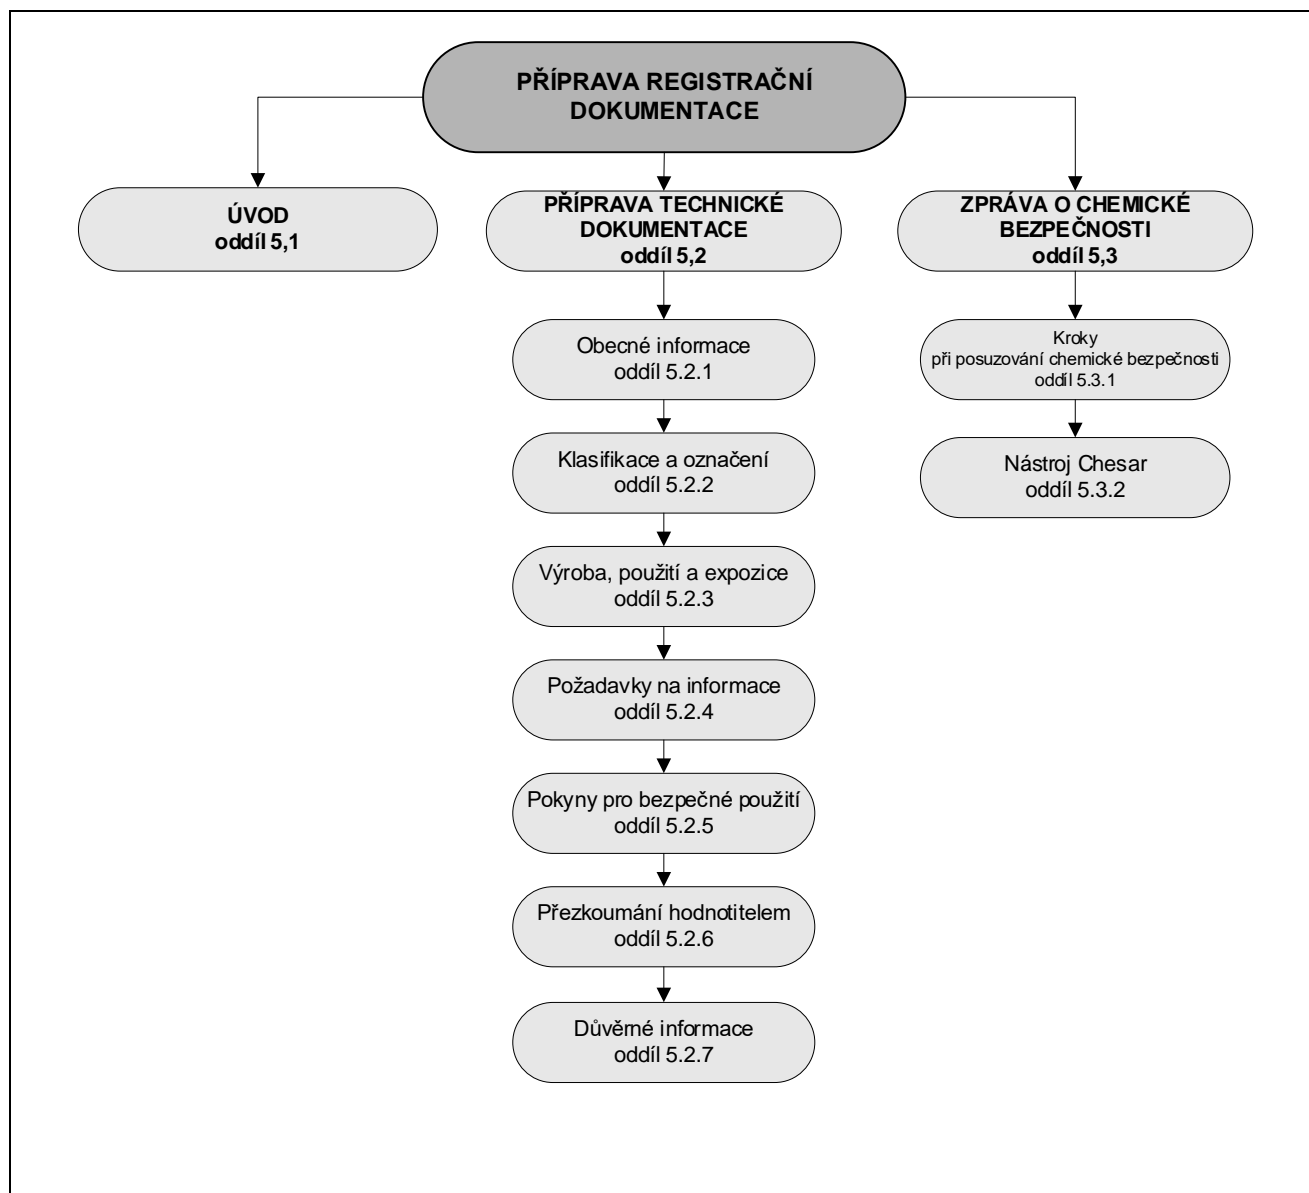 PŘÍPRAVA REGISTRAČNÍ
DOKUMENTACE
ÚVOD
oddíl 5,1
PŘÍPRAVA TECHNICKÉ
DOKUMENTACE
oddíl 5,2
Obecné informace
oddíl 5.2.1
Klasifikace a označení
oddíl 5.2.2
Výroba, použití a expozice
oddíl 5.2.3
Požadavky na informace
oddíl 5.2.4
Pokyny pro bezpečné použití
oddíl 5.2.5
Přezkoumání hodnotitelem
oddíl 5.2.6
Důvěrné informace
oddíl 5.2.7
ZPRÁVA O CHEMICKÉ
BEZPEČNOSTI
oddíl 5,3
Kroky
při posuzování chemické bezpečnosti
oddíl 5.3.1
Nástroj Chesar
oddíl 5.3.2